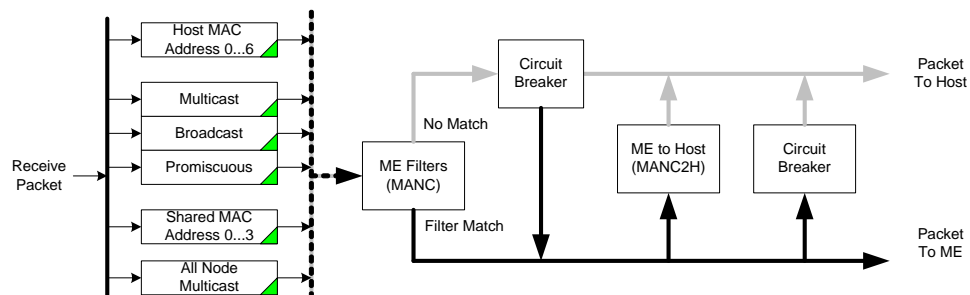 Host MAC
Address 0...6
Multicast
Broadcast
Promiscuous
Shared MAC
Address 0...3
All Node
Multicast
Receive
Packet
ME Filters
(MANC)
No Match
Filter Match
Circuit
Breaker
ME to Host
(MANC2H)
Circuit
Breaker
Packet
To Host
Packet
To ME